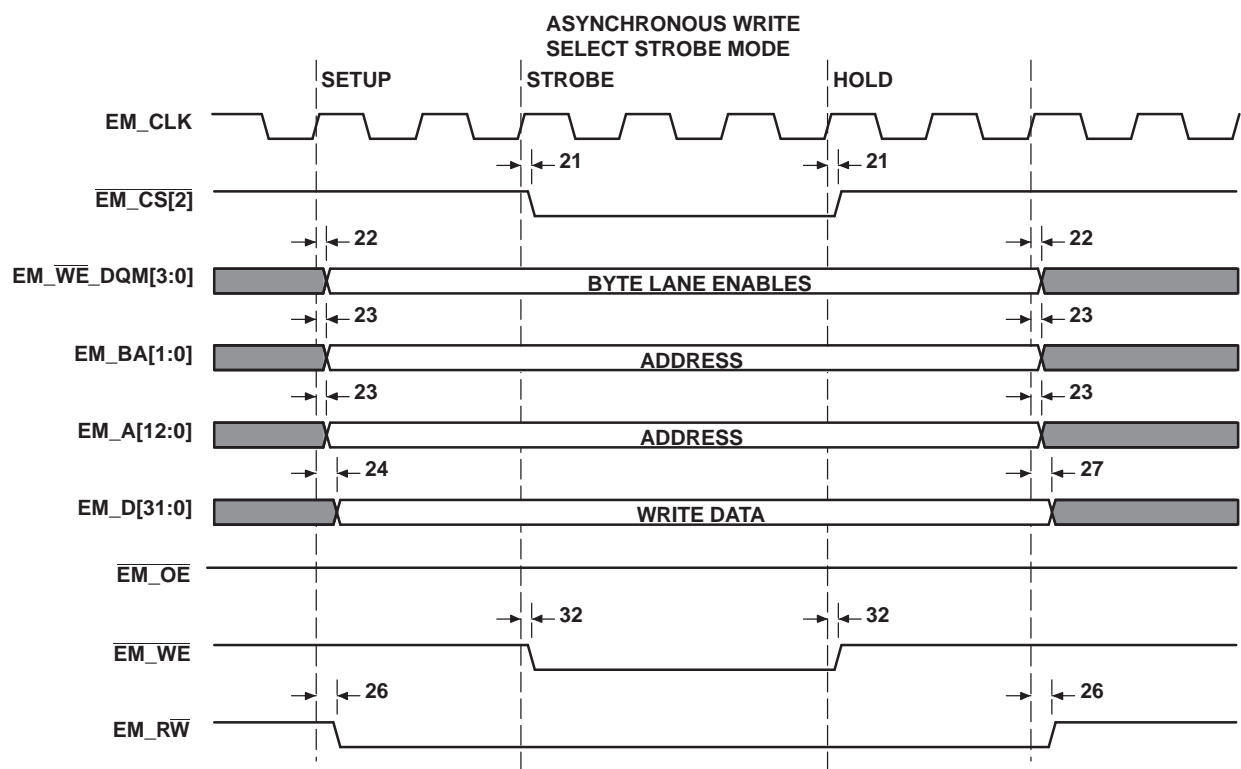 ASYNCHRONOUS WRITE
SELECT STROBE MODE
SETUP STROBE HOLD
EM_CLK
21 21
EM_CS[2]
22 22
EM_WE_DQM[3:0] BYTE LANE ENABLES
23 23
EM_BA[1:0] ADDRESS
23 23
EM_A[12:0] ADDRESS
24 27
EM_D[31:0] WRITE DATA
EM_OE
32 32
EM_WE
26 26
EM_RW